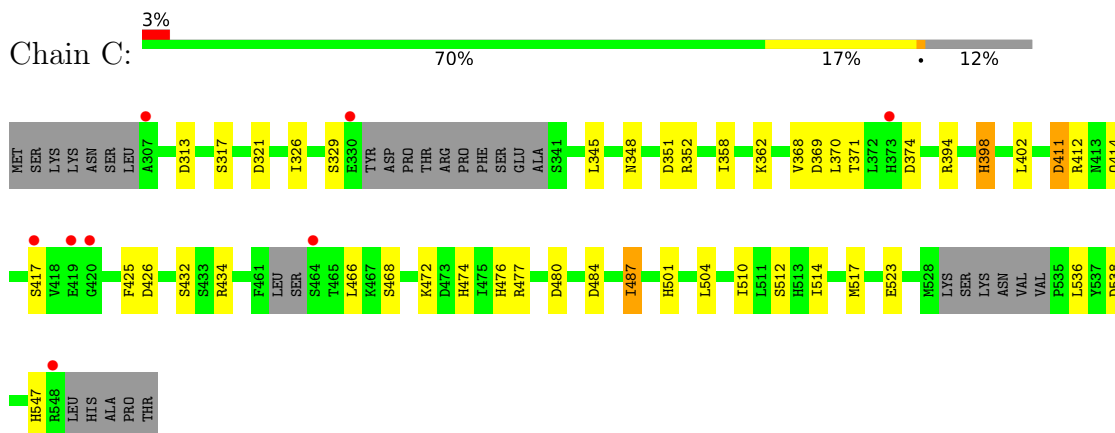 3%
Chain C:
70% 17% • 12%
MET SER LYS LYS ASN SER LEU A307 D313 S317 D321 I326 S329 E330 TYR ASP PRO THR ARG PRO PHE SER GLU ALA S341 L345 N348 D351 R352 I358 K362 V368 D369 L370 T371 L372 H373 D374 R394 H398 L402 D411 R412 N413
S417 V418 E419 G420 F425 D426 S432 S433 R434 F461 LEU SER S464 T465 L466 K467 S468 K472 D473 H474 I475 H476 R477 D480 D484 I487 H501 L504 I510 L511 S512 H513 I514 M517 E523 M528 LYS SER LYS ASN VAL VAL P535 L536 Y537
H547 R548 LEU HIS ALA PRO THR